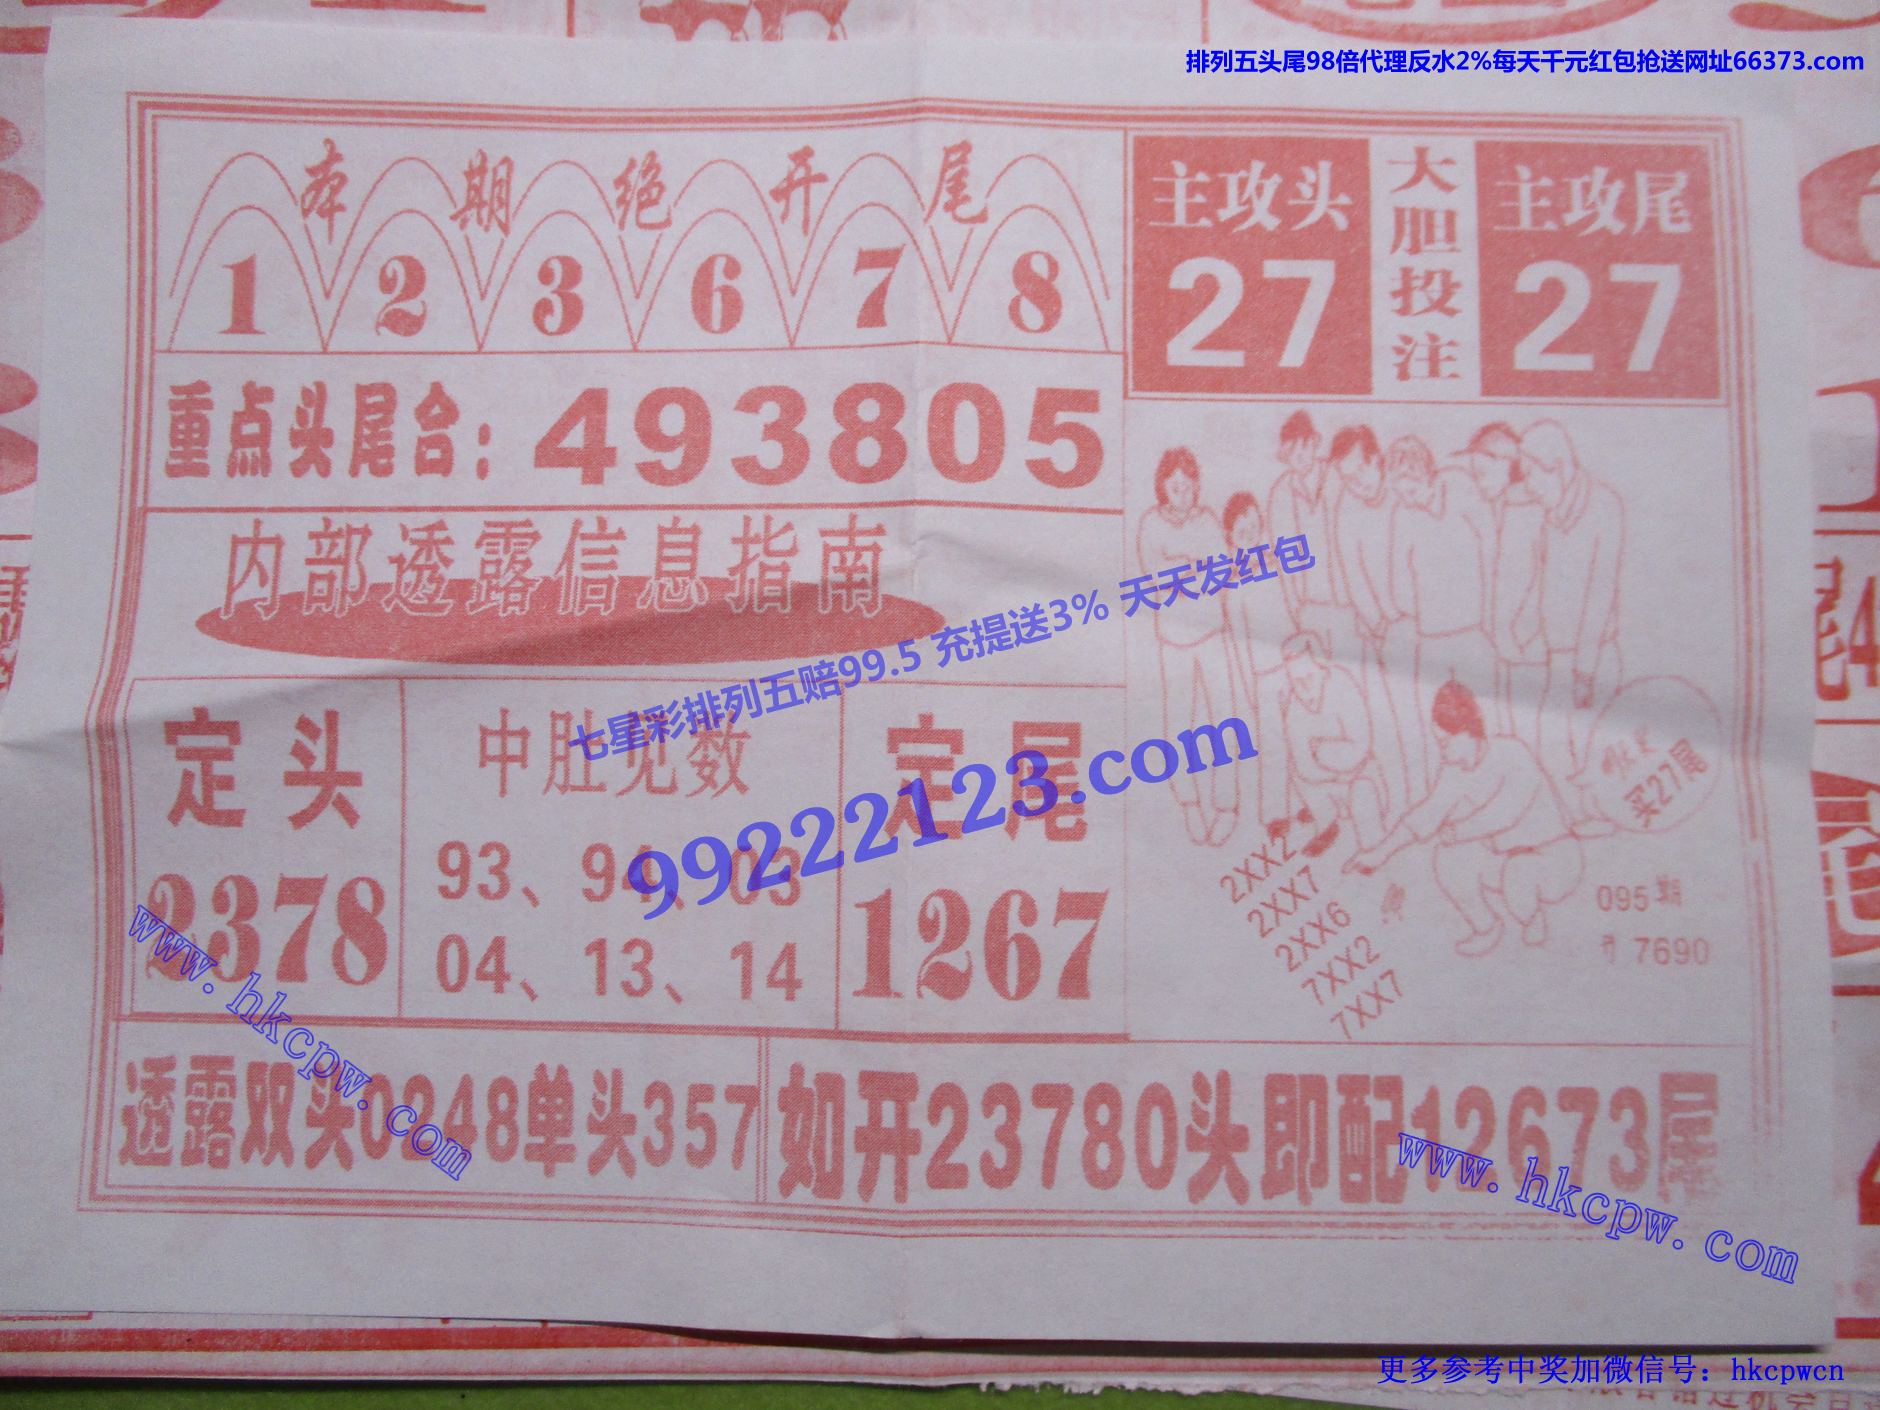 排列五头尾98倍代理反水2%每天千元红包抢送网址66373.com
本期绝开尾
1 2 3 6 7 8
主攻头
27
大胆投注
主攻尾
27
重点头尾合：493805
内部透露信息指南
七星彩排列五赔99.5 充提送3% 天天发红包
99222123.com
定头
2378
中肚见数
93、94、03
04、13、14
定尾
1267
买27尾
2XX2
2XX7
2XX6
7XX2
7XX7
095期
7690
透露双头0248单头357
如开23780头即配12673尾
www.hkcpw.com
www.hkcpw.com
更多参考中奖加微信号：hkcpwcn